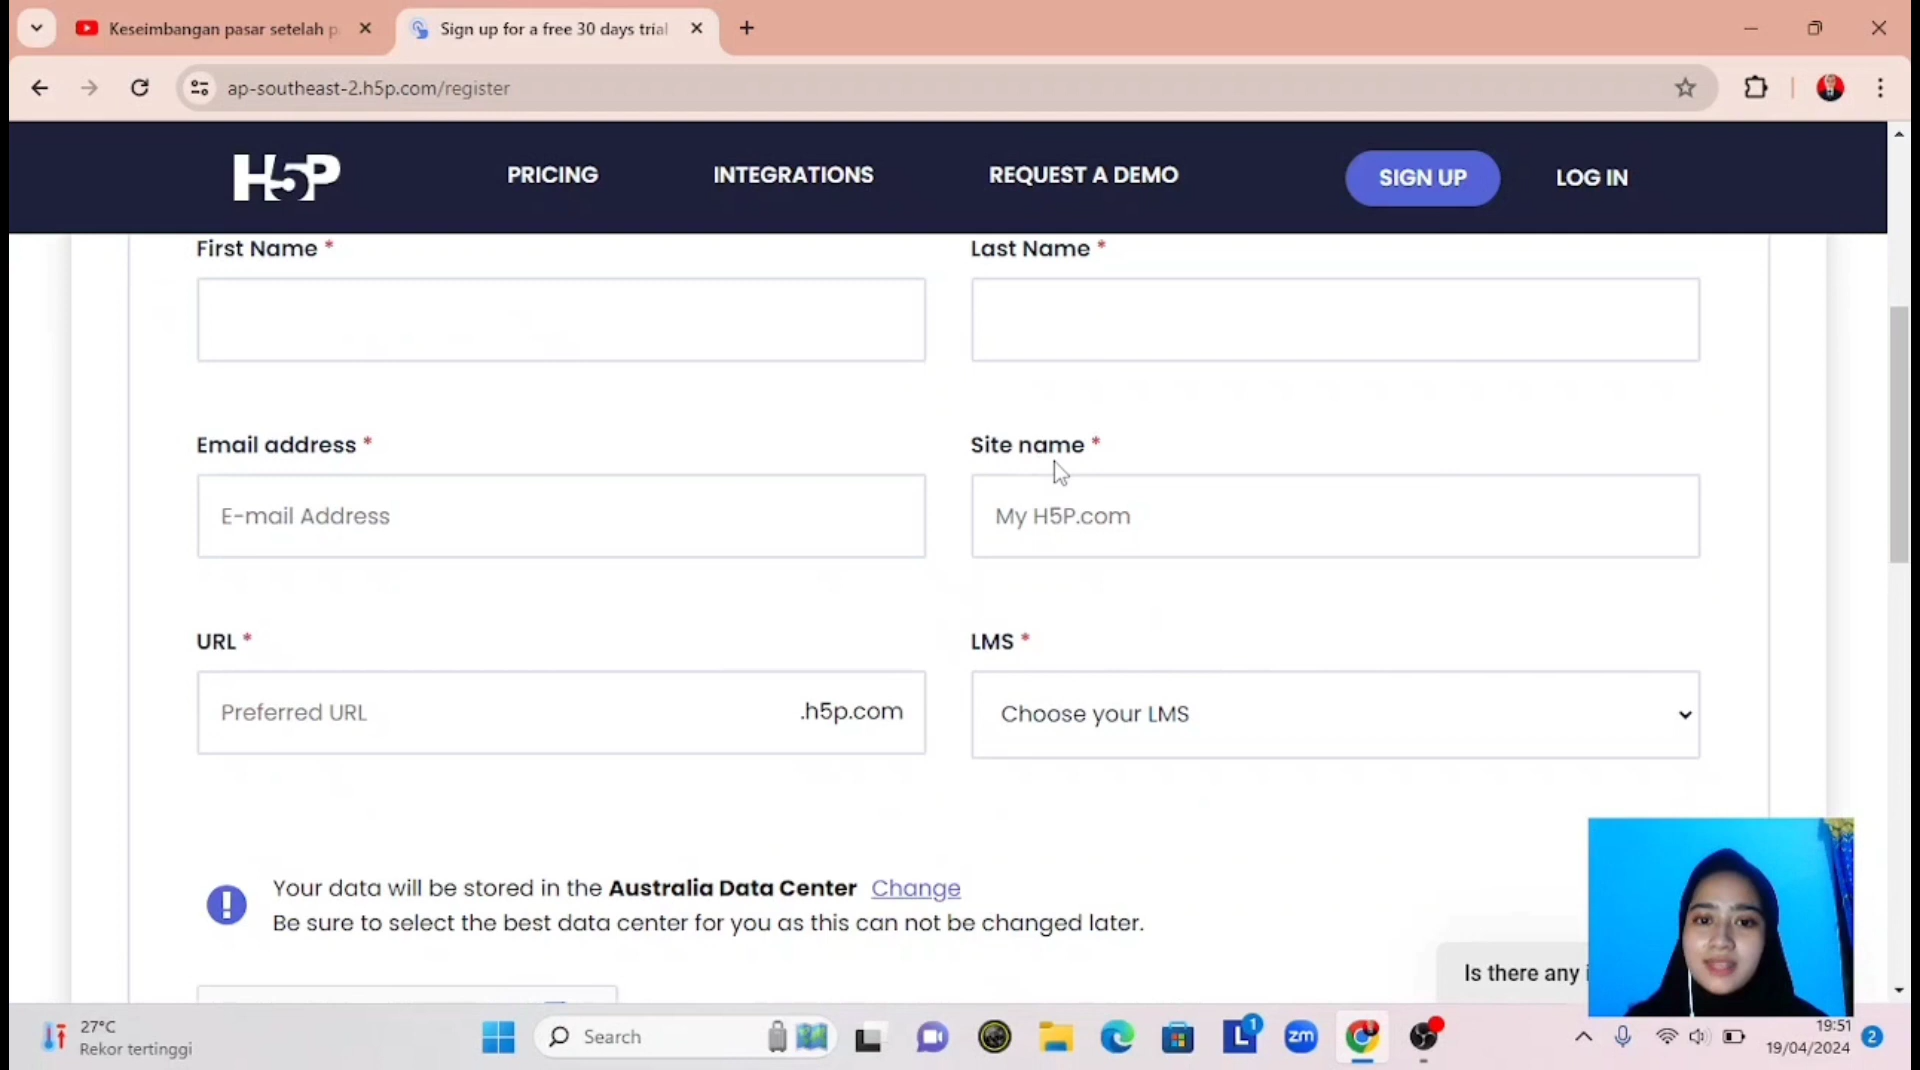 Keseimbangan pasar setelah p
Sign up for a free 30 days trial
ap-southeast-2.h5p.com/register
H5P
PRICING
INTEGRATIONS
REQUEST A DEMO
SIGN UP
LOG IN
First Name *
Last Name *
Email address *
Site name *
E-mail Address
My H5P.com
URL *
LMS *
Preferred URL
.h5p.com
Choose your LMS
Your data will be stored in the Australia Data Center Change
Be sure to select the best data center for you as this can not be changed later.
Is there any i
27°C
Rekor tertinggi
Search
L
1
zm
19:51
19/04/2024
2